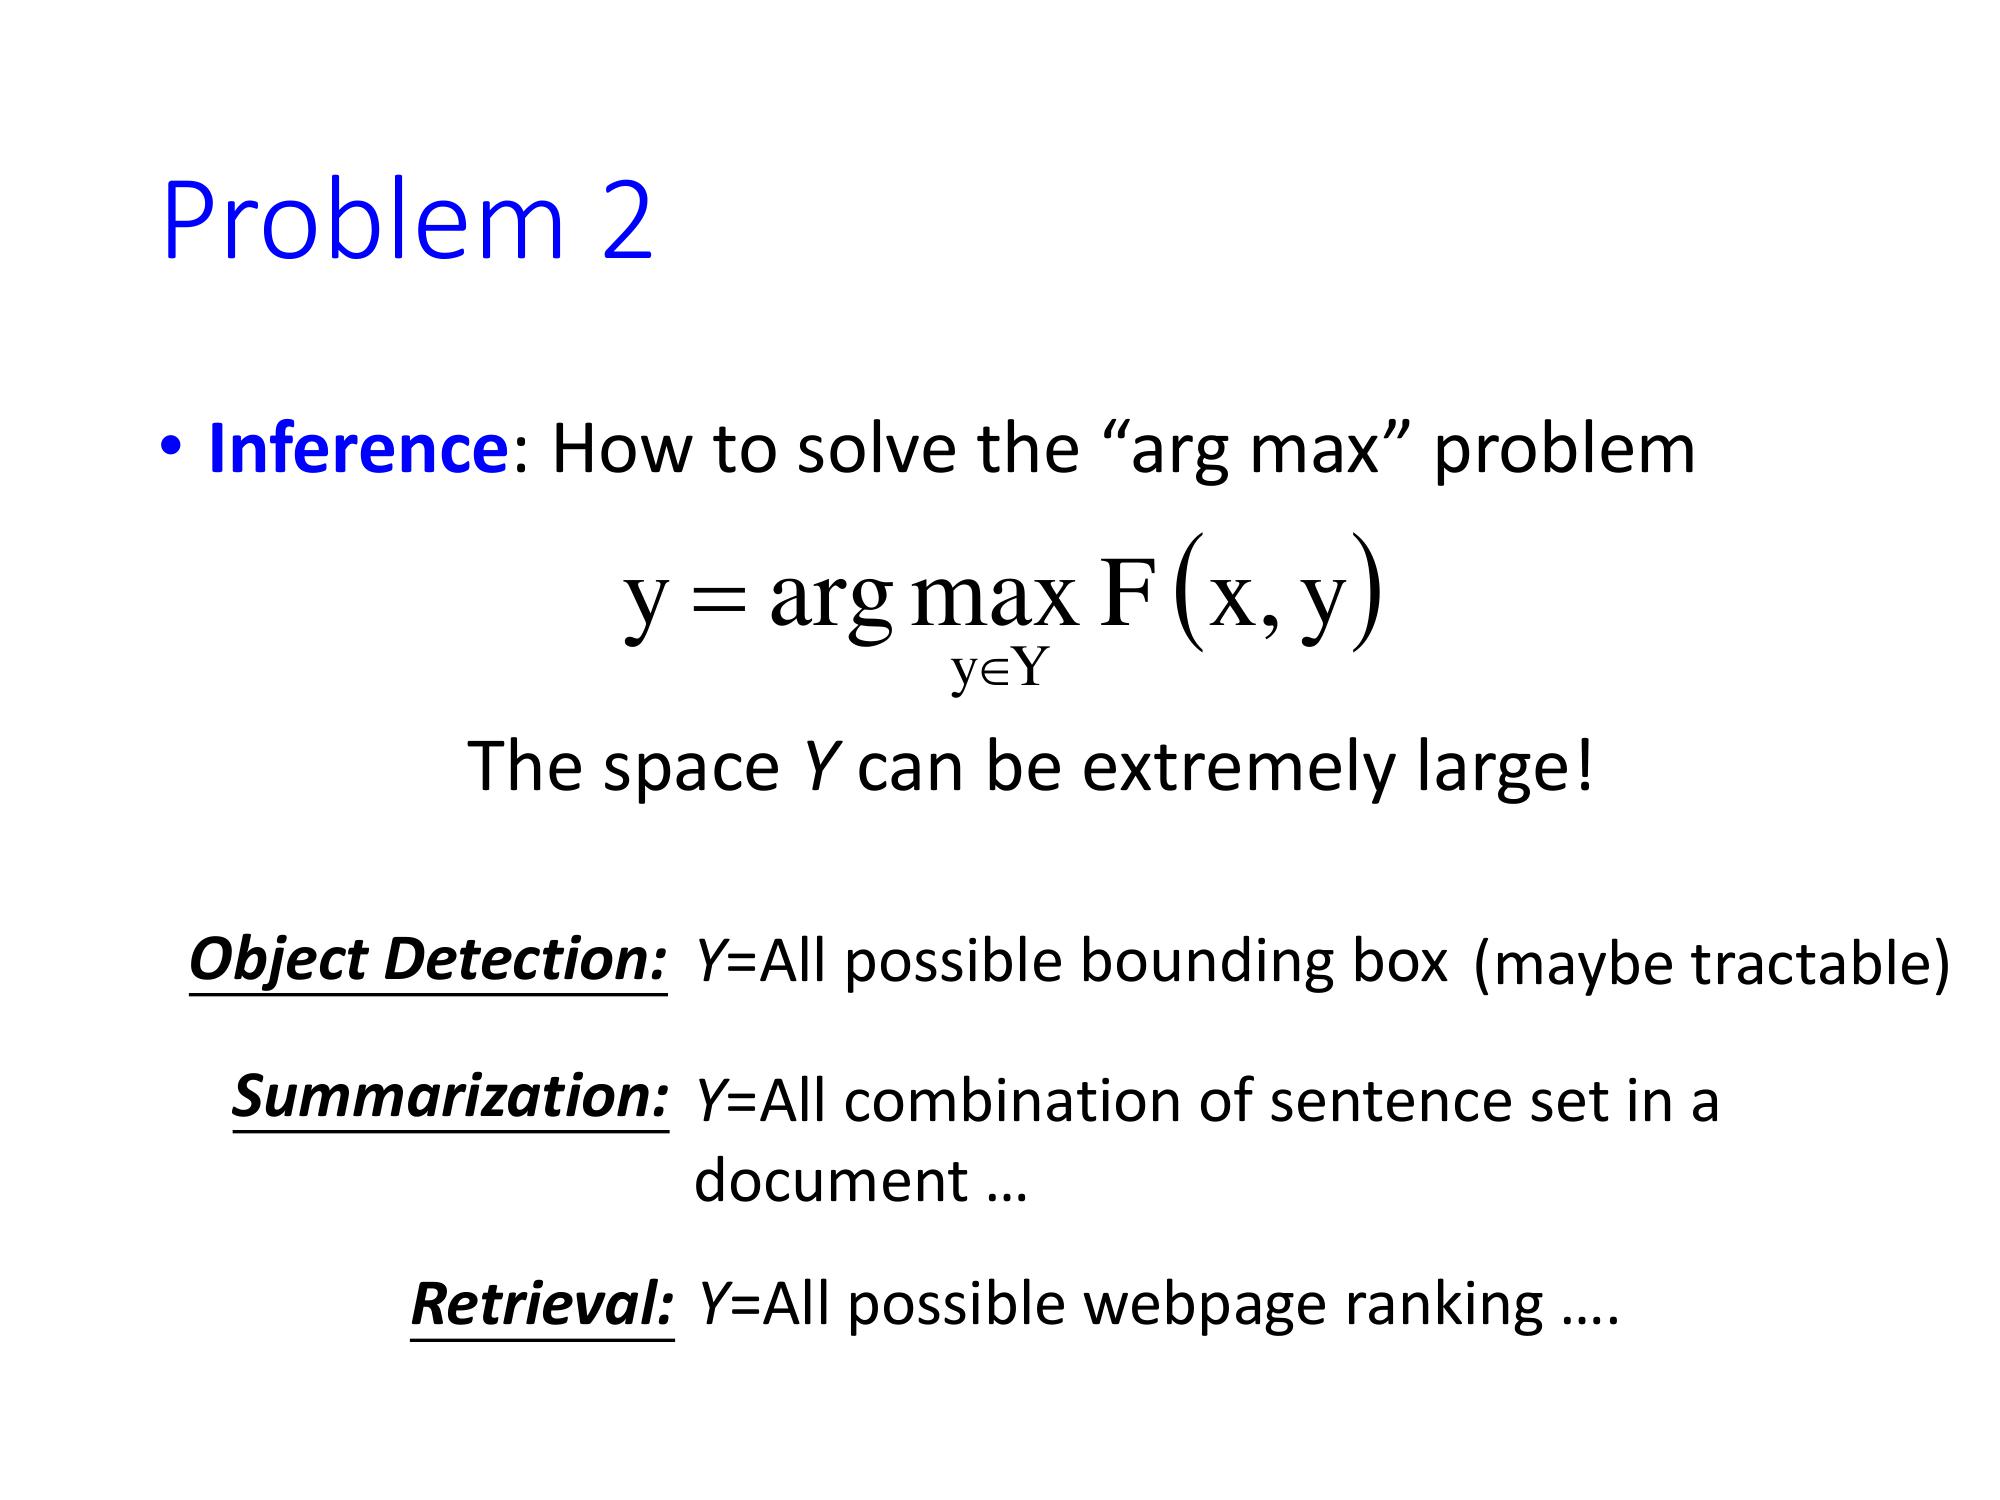 Problem 2
• Inference: How to solve the “arg max” problem
y = arg max F(x, y)
y∈Y
The space Y can be extremely large!
Object Detection: Y=All possible bounding box (maybe tractable)
Summarization: Y=All combination of sentence set in a
document ...
Retrieval: Y=All possible webpage ranking ....